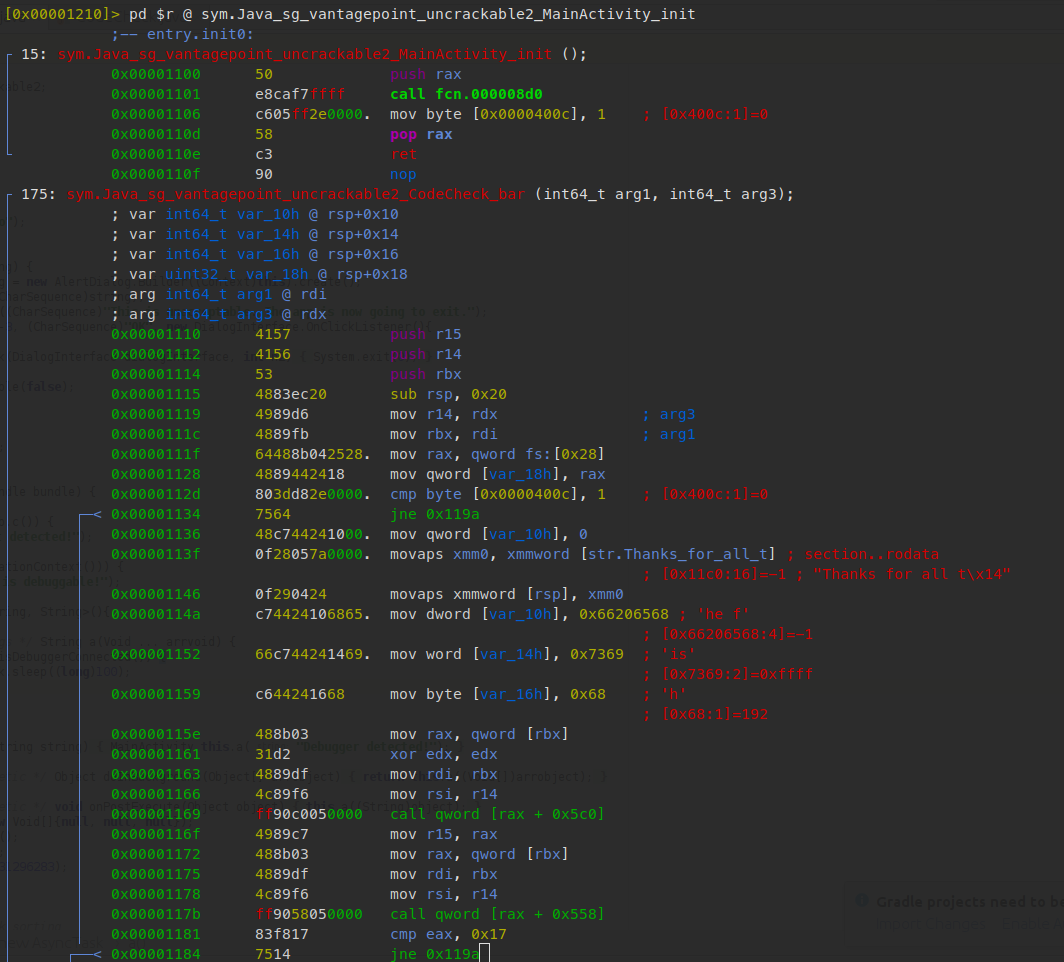 [0x00001210]> pd $r @ sym.Java_sg_vantagepoint_uncrackable2_MainActivity_init
;-- entry.init0:
15: sym.Java_sg_vantagepoint_uncrackable2_MainActivity_init ();
0x00001100 50 push rax
0x00001101 e8caf7ffff call fcn.000008d0
0x00001106 c605ff2e0000. mov byte [0x0000400c], 1 ; [0x400c:1]=0
0x0000110d 58 pop rax
0x0000110e c3 ret
0x0000110f 90 nop
175: sym.Java_sg_vantagepoint_uncrackable2_CodeCheck_bar (int64_t arg1, int64_t arg3);
; var int64_t var_10h @ rsp+0x10
; var int64_t var_14h @ rsp+0x14
; var int64_t var_16h @ rsp+0x16
; var uint32_t var_18h @ rsp+0x18
; arg int64_t arg1 @ rdi
; arg int64_t arg3 @ rdx
0x00001110 4157 push r15
0x00001112 4156 push r14
0x00001114 53 push rbx
0x00001115 4883ec20 sub rsp, 0x20
0x00001119 4989d6 mov r14, rdx ; arg3
0x0000111c 4889fb mov rbx, rdi ; arg1
0x0000111f 64488b042528. mov rax, qword fs:[0x28]
0x00001128 4889442418 mov qword [var_18h], rax
0x0000112d 803dd82e0000. cmp byte [0x0000400c], 1 ; [0x400c:1]=0
0x00001134 7564 jne 0x119a
0x00001136 48c744241000. mov qword [var_10h], 0
0x0000113f 0f28057a0000. movaps xmm0, xmmword [str.Thanks_for_all_t] ; section..rodata
; [0x11c0:16]=-1 ; "Thanks for all t\x14"
0x00001146 0f290424 movaps xmmword [rsp], xmm0
0x0000114a c74424106865. mov dword [var_10h], 0x66206568 ; 'he f'
; [0x66206568:4]=-1
0x00001152 66c744241469. mov word [var_14h], 0x7369 ; 'is'
; [0x7369:2]=0xffff
0x00001159 c644241668 mov byte [var_16h], 0x68 ; 'h'
; [0x68:1]=192
0x0000115e 488b03 mov rax, qword [rbx]
0x00001161 31d2 xor edx, edx
0x00001163 4889df mov rdi, rbx
0x00001166 4c89f6 mov rsi, r14
0x00001169 ff90c0050000 call qword [rax + 0x5c0]
0x0000116f 4989c7 mov r15, rax
0x00001172 488b03 mov rax, qword [rbx]
0x00001175 4889df mov rdi, rbx
0x00001178 4c89f6 mov rsi, r14
0x0000117b ff9058050000 call qword [rax + 0x558]
0x00001181 83f817 cmp eax, 0x17
0x00001184 7514 jne 0x119a
Gradle projects need to be